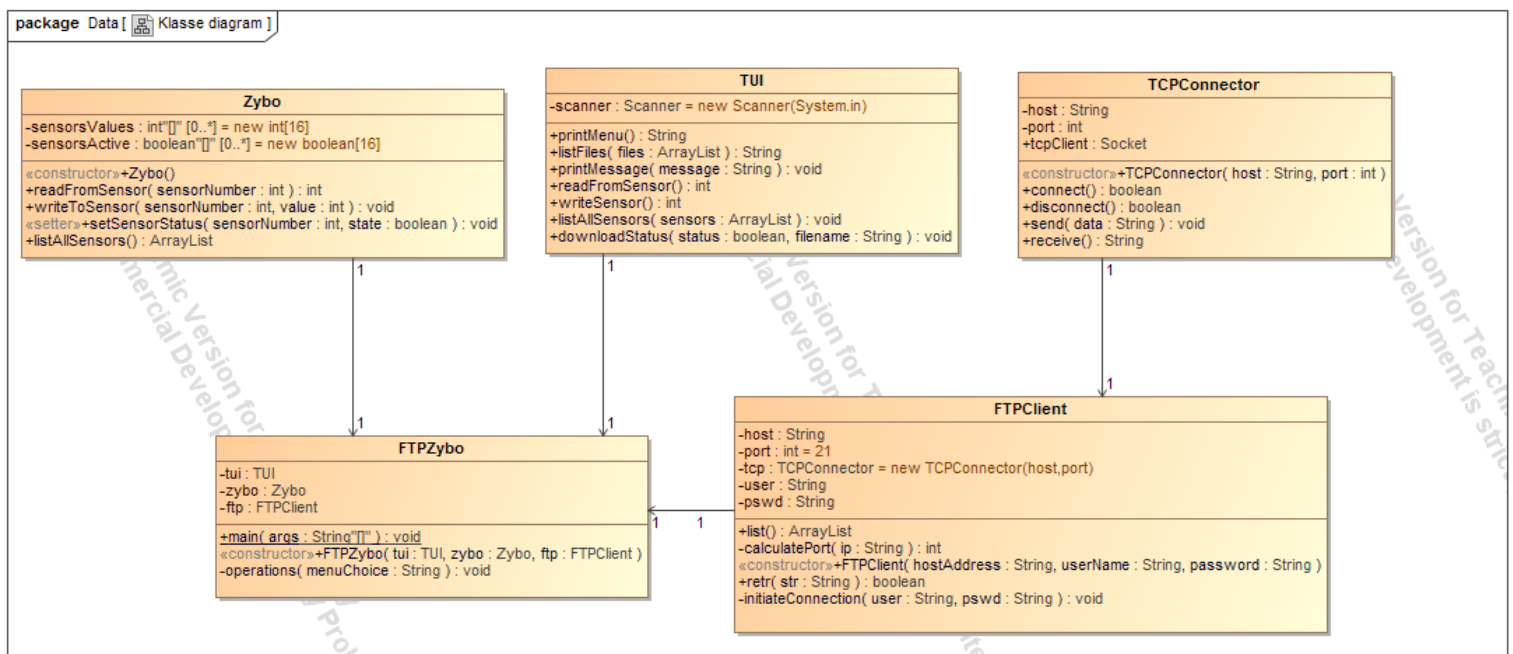 package Data [ Klasse diagram ]
Zybo
-sensorsValues : int"[]" [0..*] = new int[16]
-sensorsActive : boolean"[]" [0..*] = new boolean[16]
«constructor»+Zybo()
+readFromSensor( sensorNumber : int ) : int
+writeToSensor( sensorNumber : int, value : int ) : void
«setter»+setSensorStatus( sensorNumber : int, state : boolean ) : void
+listAllSensors() : ArrayList
TUI
-scanner : Scanner = new Scanner(System.in)
+printMenu() : String
+listFiles( files : ArrayList ) : String
+printMessage( message : String ) : void
+readFromSensor() : int
+writeSensor() : int
+listAllSensors( sensors : ArrayList ) : void
+downloadStatus( status : boolean, filename : String ) : void
TCPConnector
-host : String
-port : int
+tcpClient : Socket
«constructor»+TCPConnector( host : String, port : int )
+connect() : boolean
+disconnect() : boolean
+send( data : String ) : void
+receive() : String
1
1
1
1
1
1
FTPZybo
-tui : TUI
-zybo : Zybo
-ftp : FTPClient
+main( args : String"[]" ) : void
«constructor»+FTPZybo( tui : TUI, zybo : Zybo, ftp : FTPClient )
-operations( menuChoice : String ) : void
1
1
FTPClient
-host : String
-port : int = 21
-tcp : TCPConnector = new TCPConnector(host,port)
-user : String
-pswd : String
+list() : ArrayList
-calculatePort( ip : String ) : int
«constructor»+FTPClient( hostAddress : String, userName : String, password : String )
+retr( str : String ) : boolean
-initiateConnection( user : String, pswd : String ) : void
Version for
Version for
Version for